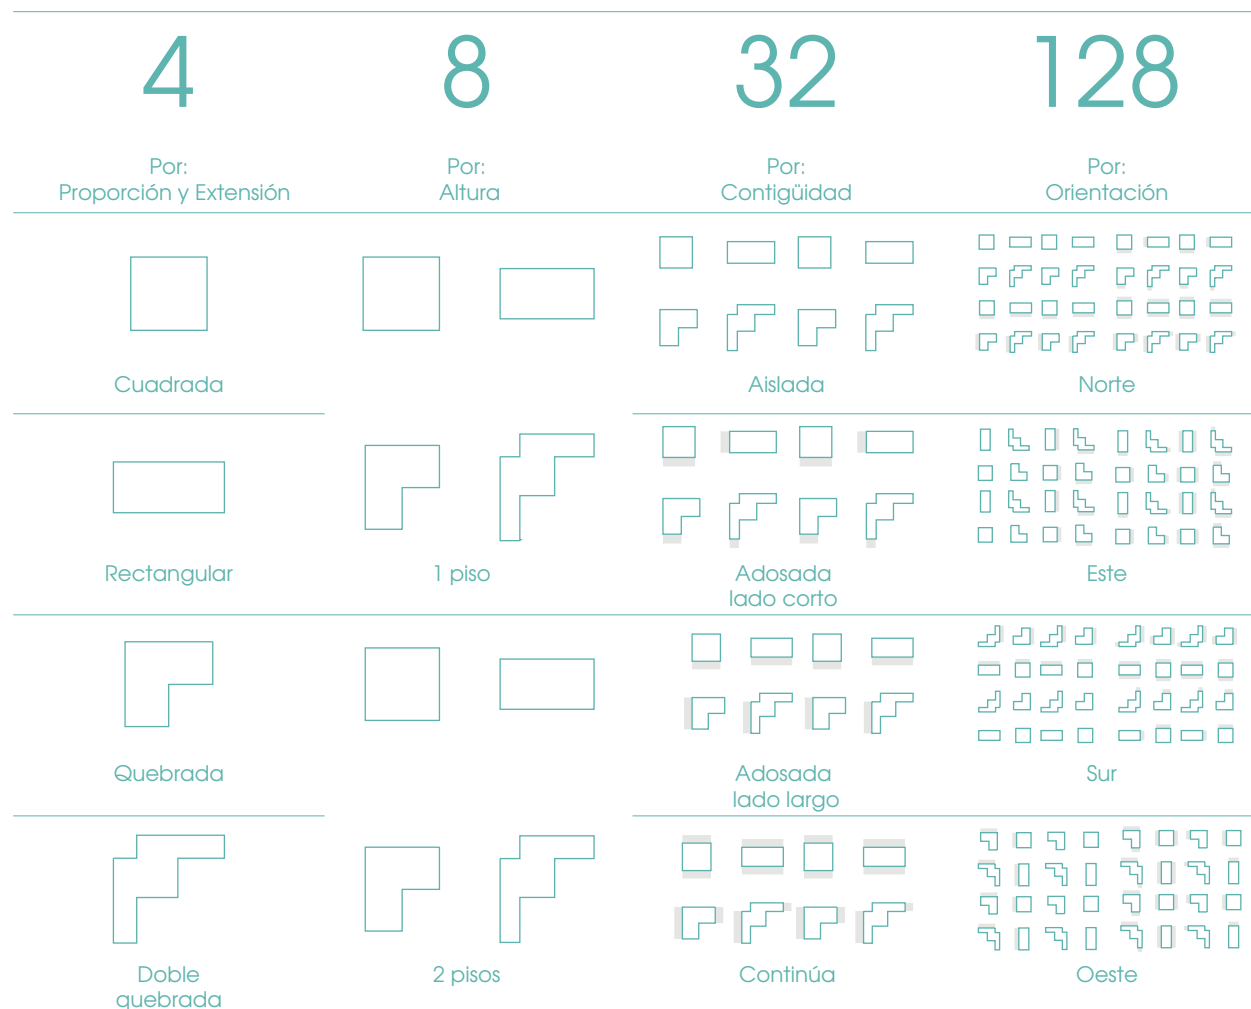 4
8
32
128
Por:
Proporción y Extensión
Por:
Altura
Por:
Contigüidad
Por:
Orientación
Cuadrada
Aislada
Norte
Rectangular
1 piso
Adosada
lado corto
Este
Quebrada
Adosada
lado largo
Sur
Doble
quebrada
2 pisos
Continúa
Oeste